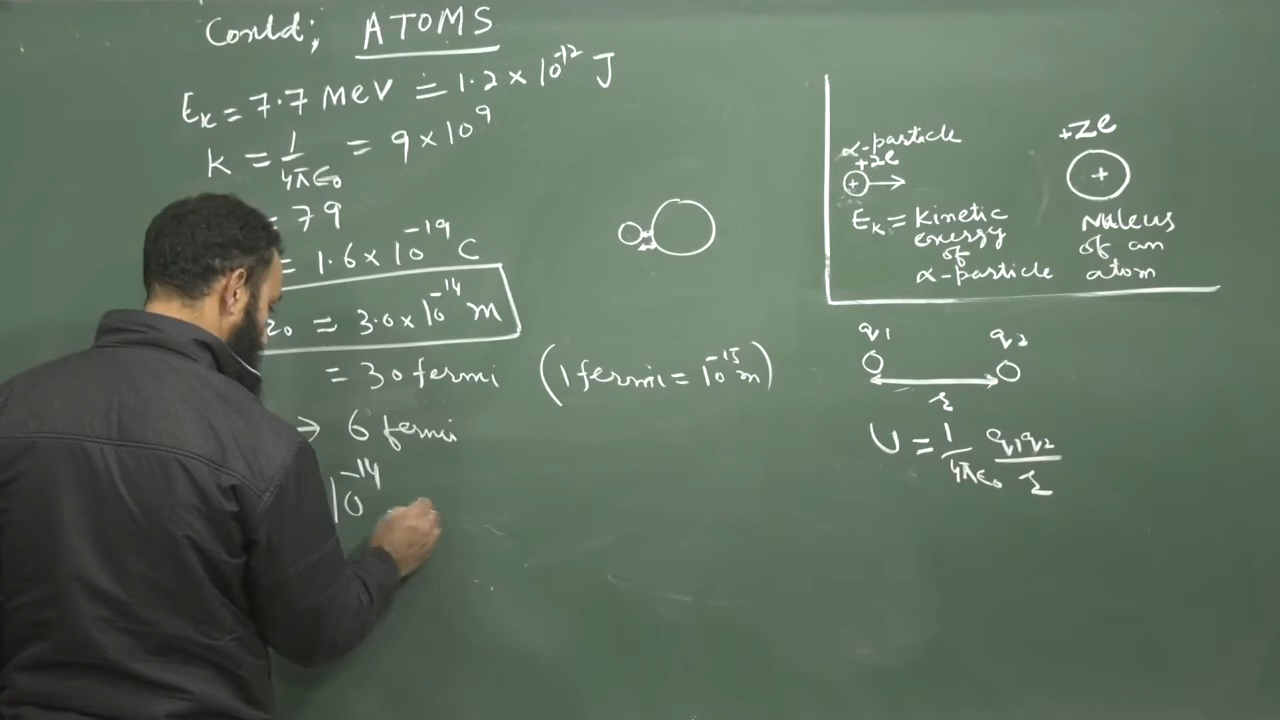 Contd; ATOMS
Eₖ = 7.7 MeV = 1.2 × 10⁻¹² J
K = 1/4πϵ₀ = 9 × 10⁹
= 79
= 1.6 × 10⁻¹⁹ C
= 3.0 × 10⁻¹⁴ m
= 30 fermi (1 fermi = 10⁻¹⁵ m)
→ 6 fermi
10⁻¹⁴
α-particle
+2e
+
Eₖ = Kinetic
energy
of
α-particle
+Ze
+
Nuleus
of an
atom
q₁ q₂
r
U = 1/4πϵ₀ q₁q₂/r